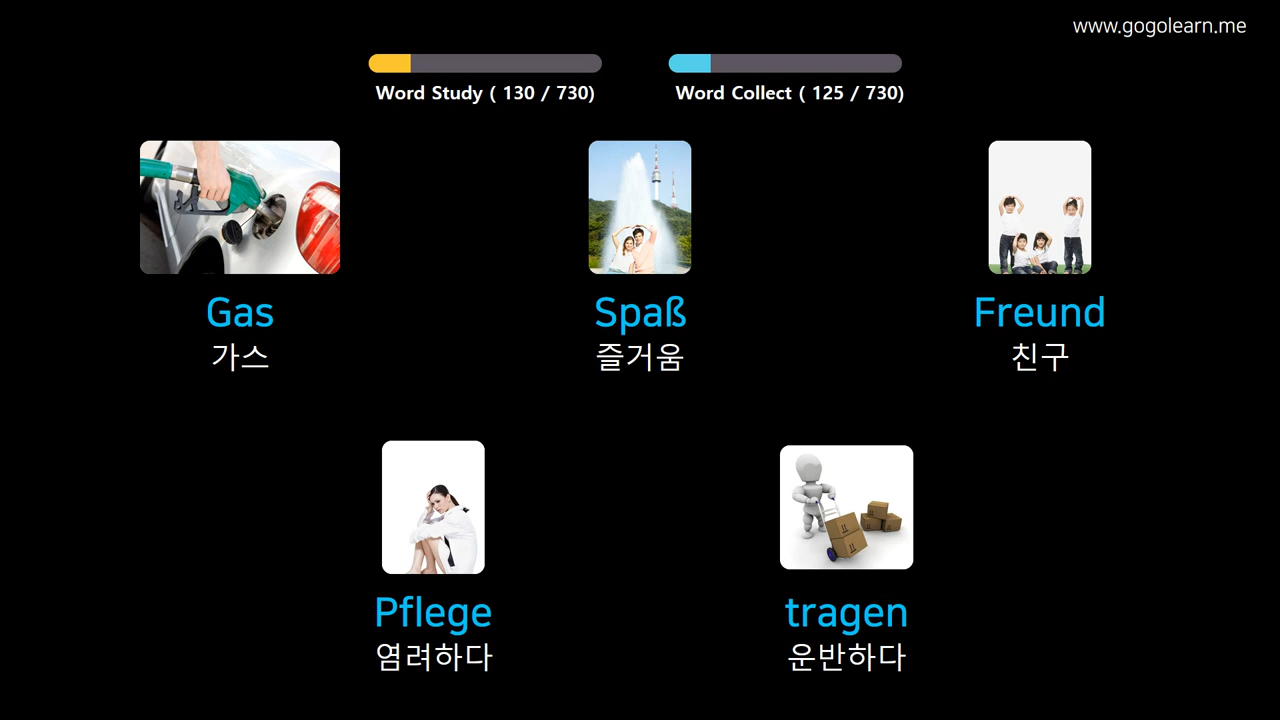 www.gogolearn.me
Word Study ( 130 / 730)
Word Collect ( 125 / 730)
Gas
가스
Spaß
즐거움
Freund
친구
Pflege
염려하다
tragen
운반하다